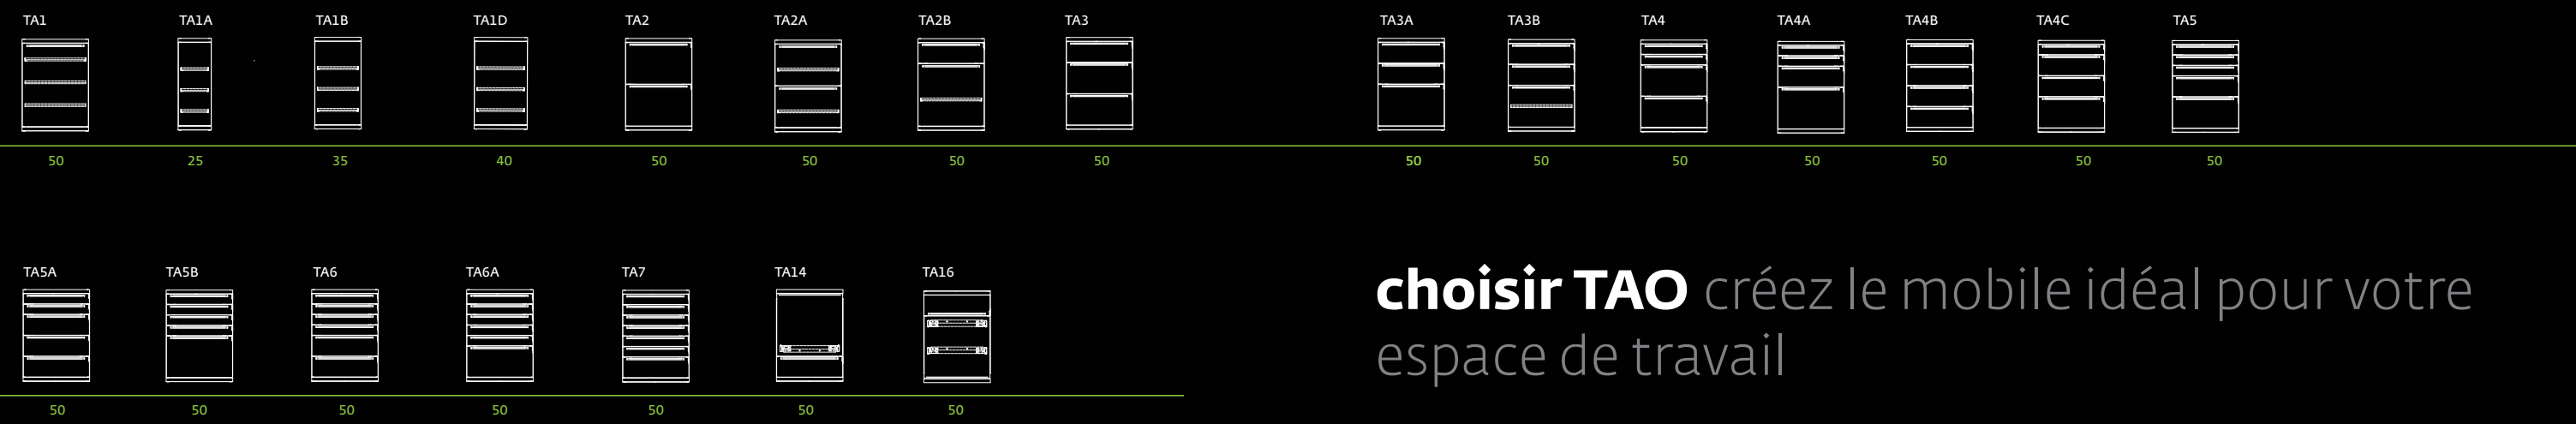 TA1 TA1A TA1B TA1D TA2 TA2A TA2B TA3 TA3A TA3B TA4 TA4A TA4B TA4C TA5
50 25 35 40 50 50 50 50 50 50 50 50 50 50 50
TA5A TA5B TA6 TA6A TA7 TA14 TA16
50 50 50 50 50 50 50
choisir TAO créez le mobile idéal pour votre
espace de travail